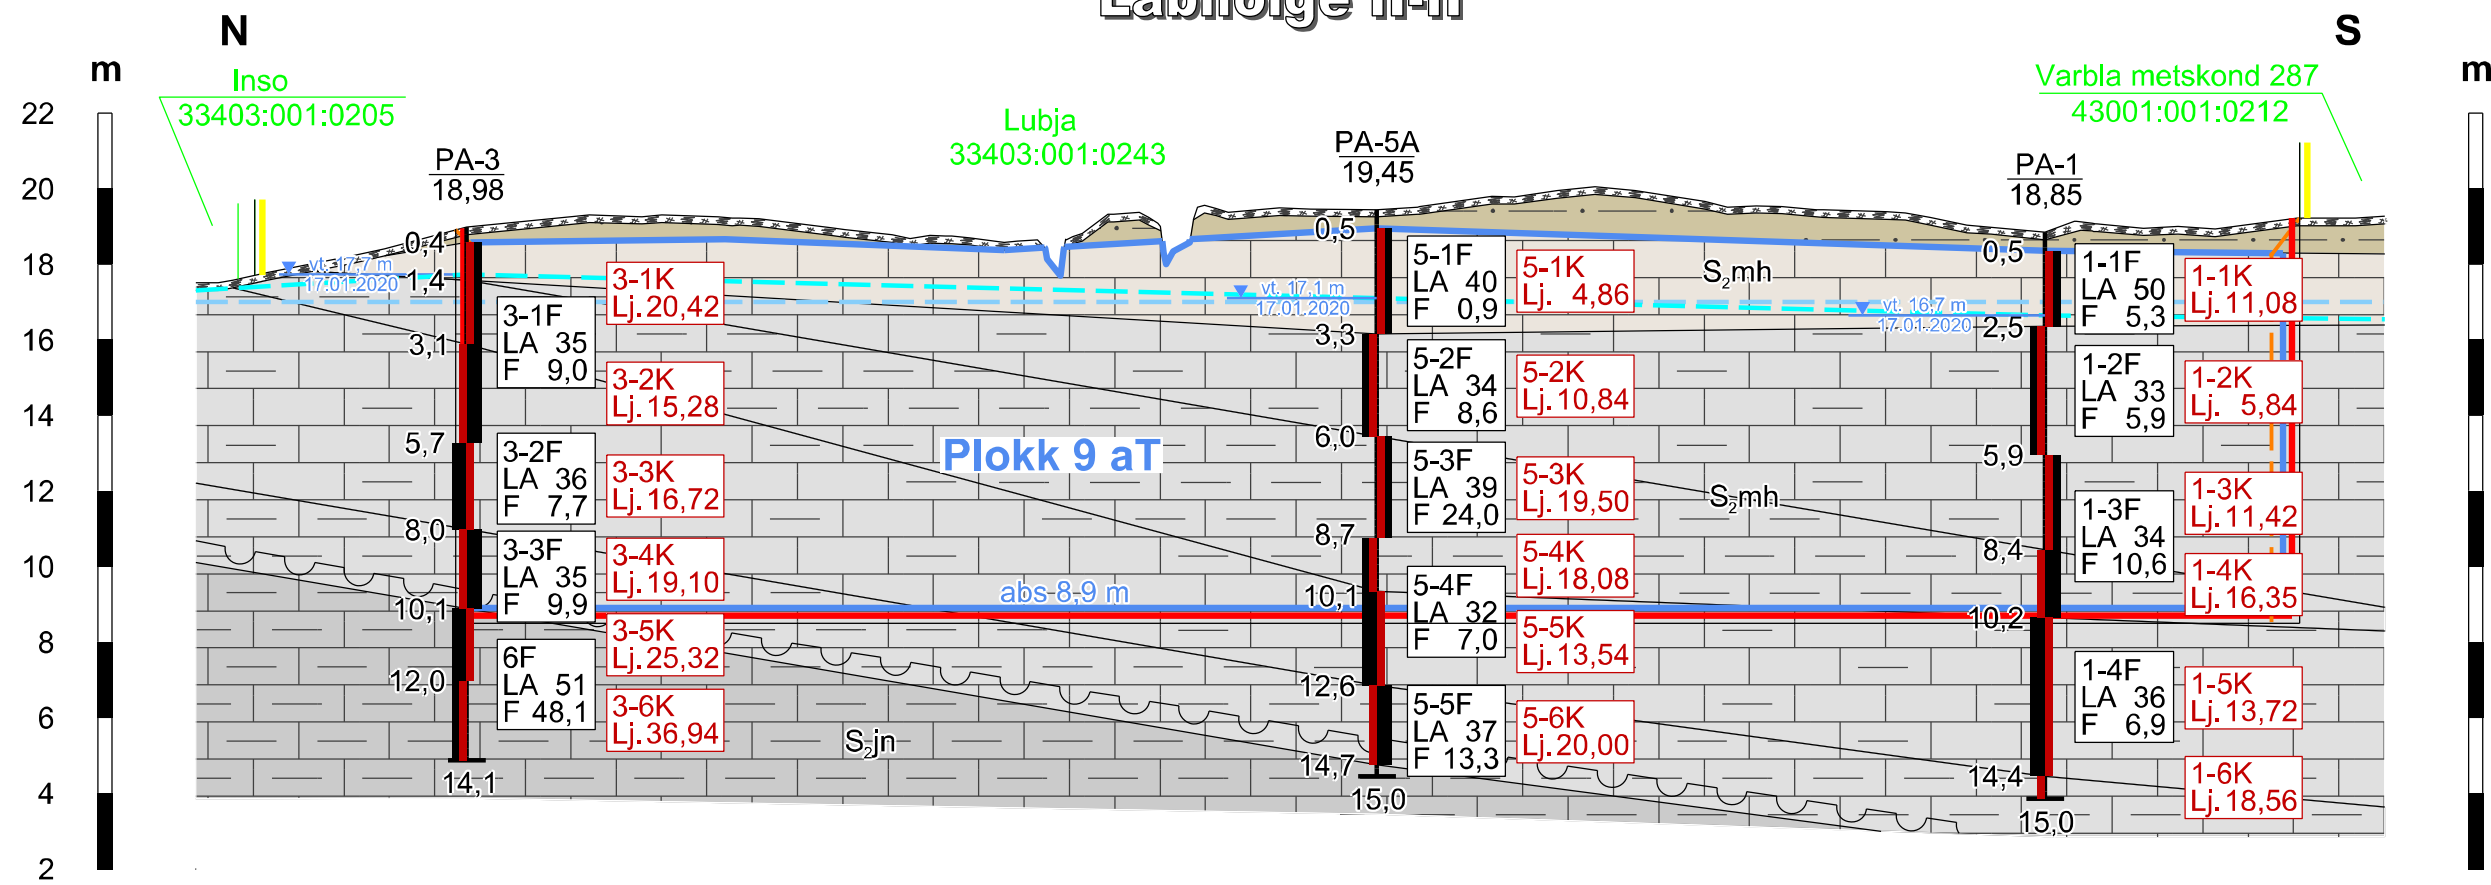 Läbilõige II-II
N
S
m
m
22
20
18
16
14
12
10
8
6
4
2
Inso
33403:001:0205
Lubja
33403:001:0243
Varbla metskond 287
43001:001:0212
PA-3
18,98
0,4
1,4
3,1
5,7
8,0
10,1
12,0
14,1
vt. 17,7 m
17.01.2020
3-1F
LA 35
F 9,0
3-2F
LA 36
F 7,7
3-3F
LA 35
F 9,9
6F
LA 51
F 48,1
3-1K
Lj.20,42
3-2K
Lj.15,28
3-3K
Lj.16,72
3-4K
Lj.19,10
3-5K
Lj.25,32
3-6K
Lj.36,94
Plokk 9 aT
abs 8,9 m
S₂jn
PA-5A
19,45
0,5
3,3
6,0
8,7
10,1
12,6
14,7
15,0
vt. 17,1 m
17.01.2020
5-1F
LA 40
F 0,9
5-2F
LA 34
F 8,6
5-3F
LA 39
F 24,0
5-4F
LA 32
F 7,0
5-5F
LA 37
F 13,3
5-1K
Lj. 4,86
5-2K
Lj.10,84
5-3K
Lj.19,50
5-4K
Lj.18,08
5-5K
Lj.13,54
5-6K
Lj.20,00
S₂mh
S₂mh
PA-1
18,85
0,5
2,5
5,9
8,4
10,2
14,4
15,0
vt. 16,7 m
17.01.2020
1-1F
LA 50
F 5,3
1-2F
LA 33
F 5,9
1-3F
LA 34
F 10,6
1-4F
LA 36
F 6,9
1-1K
Lj.11,08
1-2K
Lj. 5,84
1-3K
Lj.11,42
1-4K
Lj.16,35
1-5K
Lj.13,72
1-6K
Lj.18,56